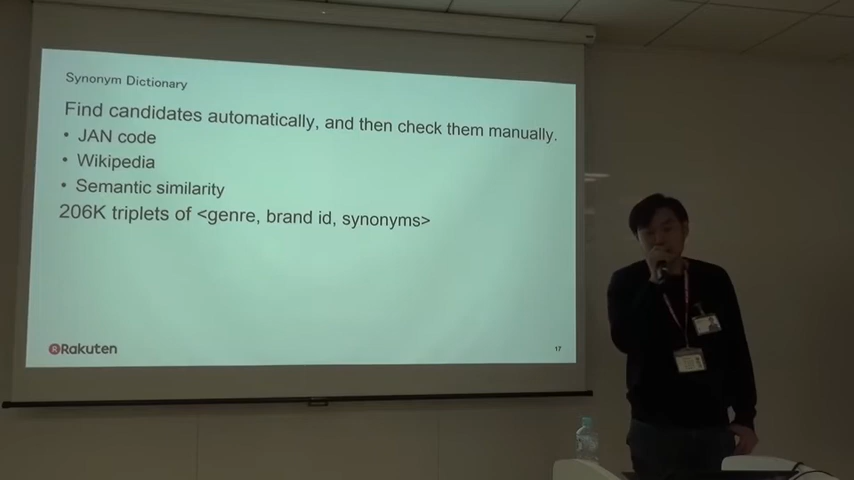 Synonym Dictionary
Find candidates automatically, and then check them manually.
• JAN code
• Wikipedia
• Semantic similarity
206K triplets of <genre, brand id, synonyms>
R Rakuten
17